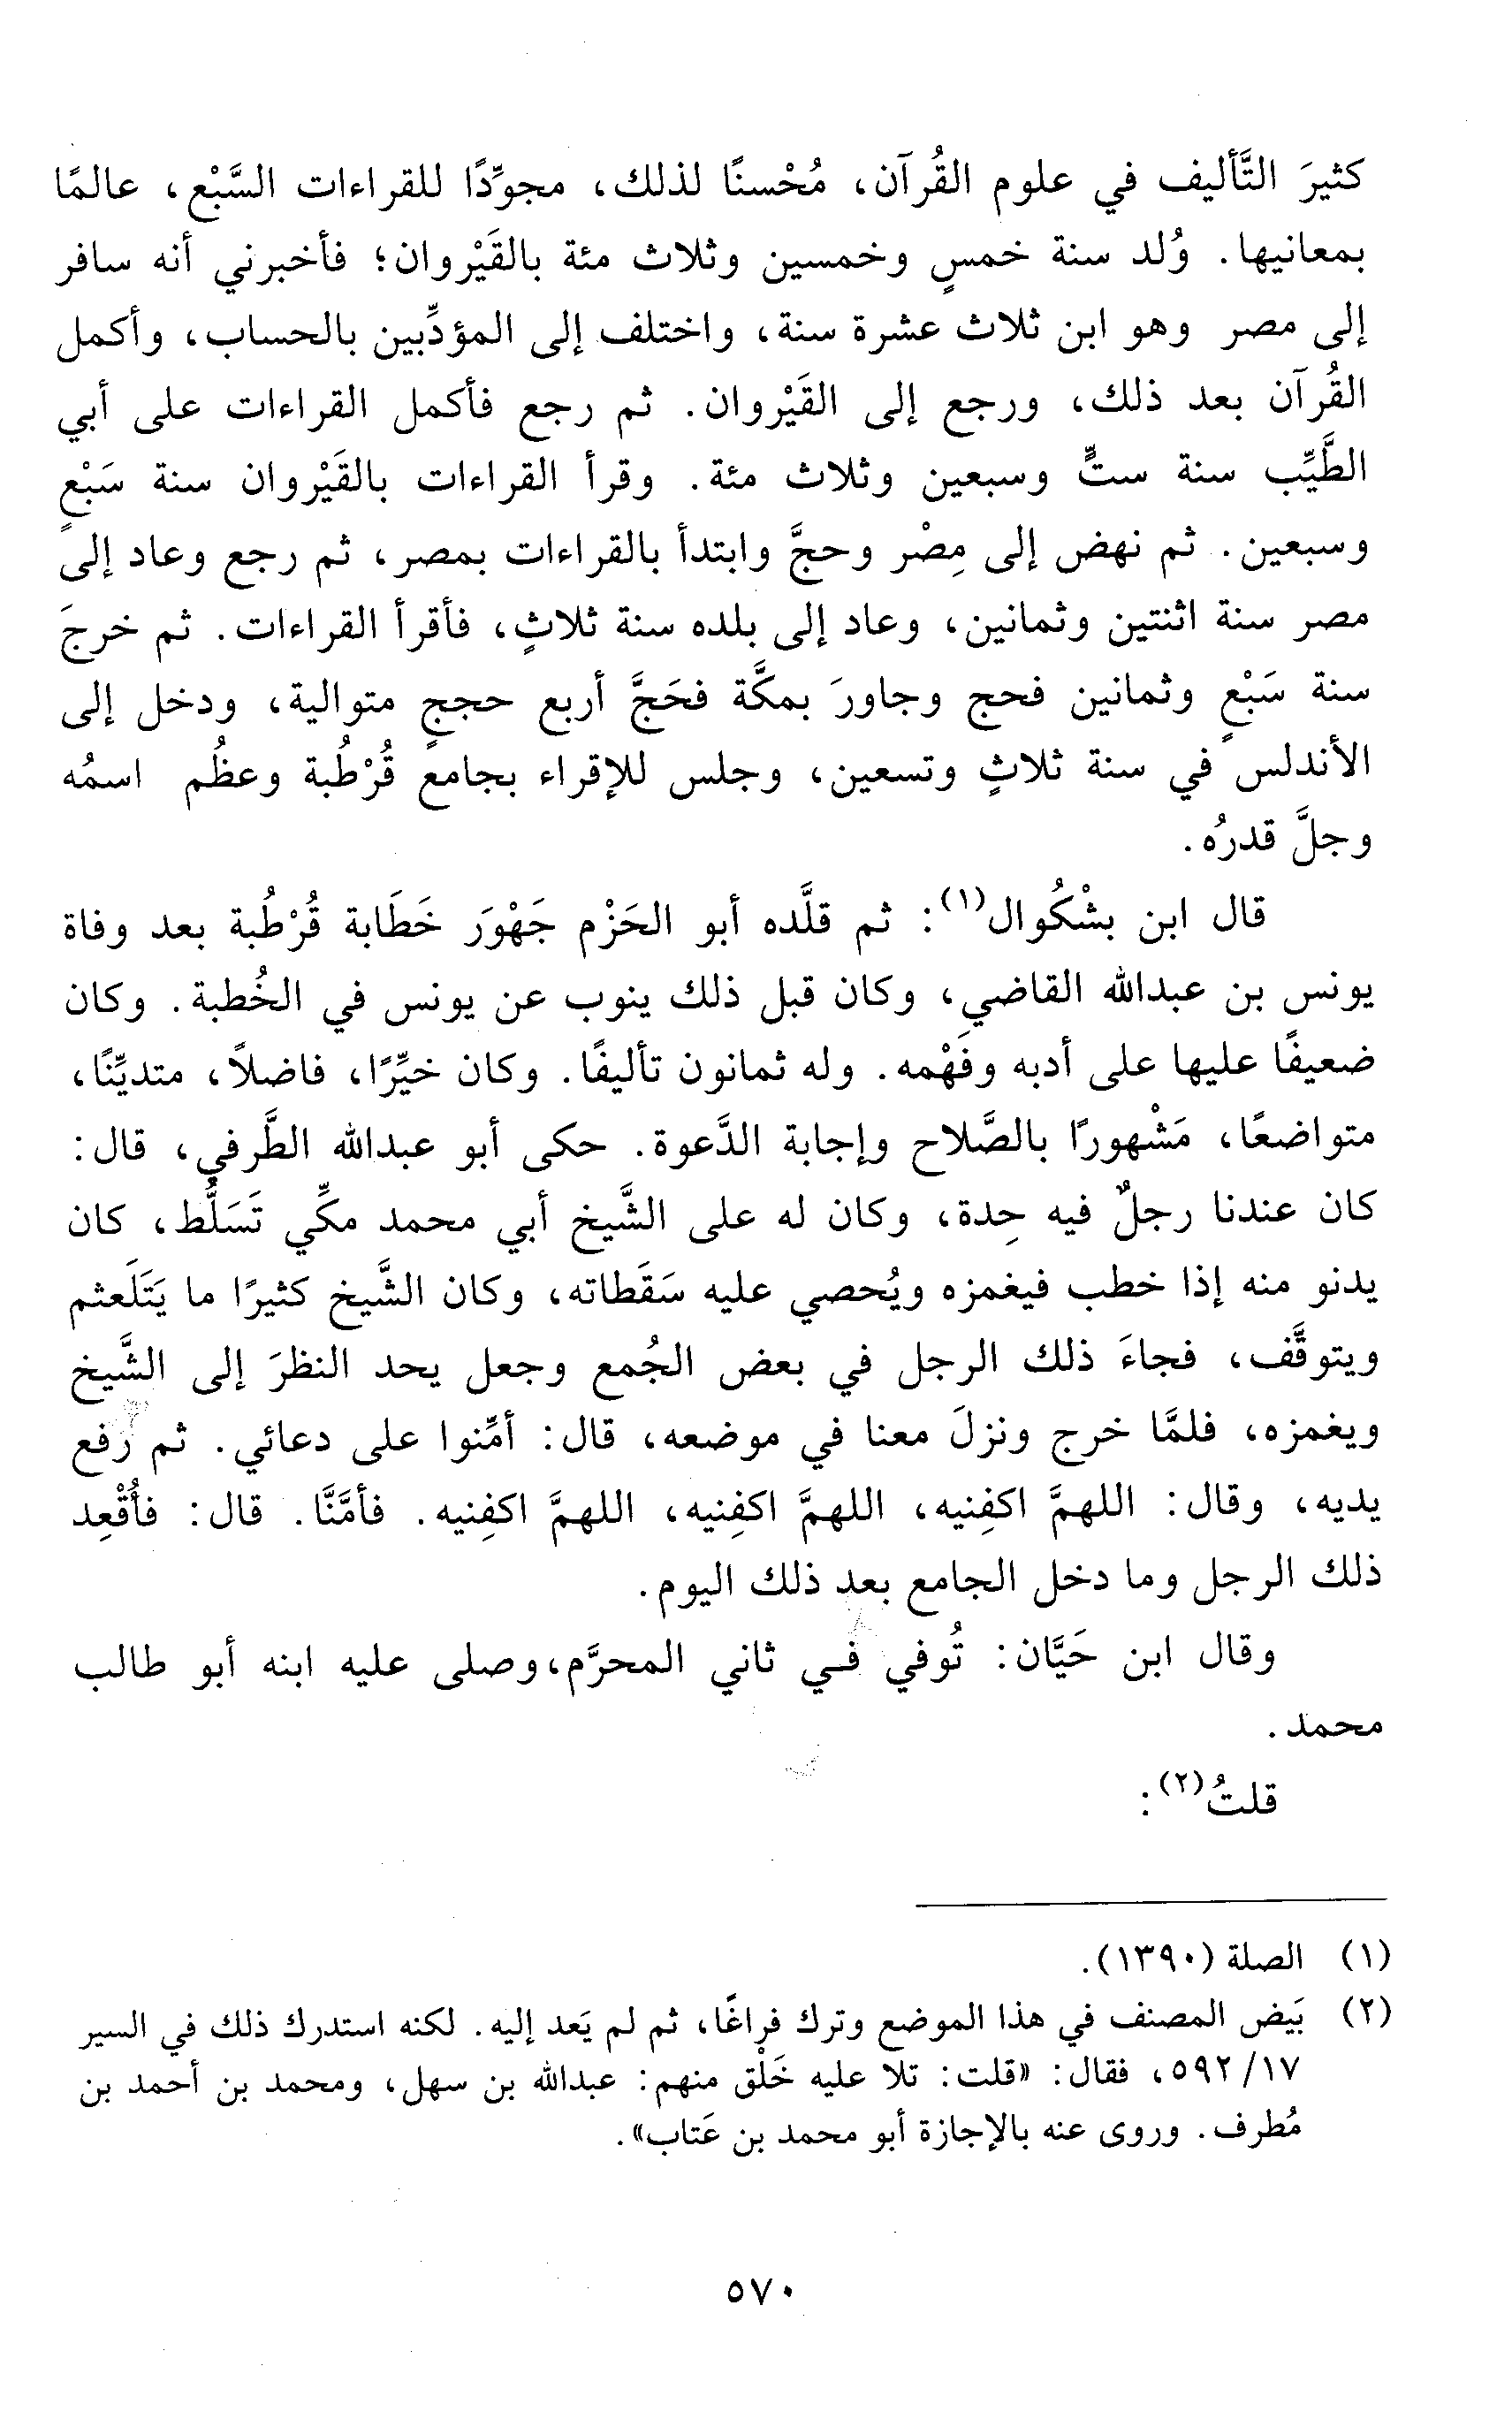 كثيرَ التَّأليف في علوم القُرآن، مُحْسنًا لذلك، مجوِّدًا للقراءات السَّبْع، عالمًا
بمعانيها. وُلد سنة خمسٍ وخمسين وثلاث مئة بالقَيْروان؛ فأخبرني أنه سافر
إلى مصر وهو ابن ثلاث عشرة سنة، واختلف إلى المؤدِّبين بالحساب، وأكمل
القُرآن بعد ذلك، ورجع إلى القَيْروان. ثم رجع فأكمل القراءات على أبي
الطَّيِّب سنة ستٍّ وسبعين وثلاث مئة. وقرأ القراءات بالقَيْروان سنة سَبْعٍ
وسبعين. ثم نهض إلى مِصْر وحجَّ وابتدأ بالقراءات بمصر، ثم رجع وعاد إلى
مصر سنة اثنتين وثمانين، وعاد إلى بلده سنة ثلاثٍ، فأقرأ القراءات. ثم خرجَ
سنة سَبْعٍ وثمانين فحج وجاورَ بمكَّة فحَجَّ أربع حججٍ متوالية، ودخل إلى
الأندلس في سنة ثلاثٍ وتسعين، وجلس للإقراء بجامع قُرْطُبة وعظُم اسمُه
وجلَّ قدرُه.
قال ابن بشْكُوال(١): ثم قلَّده أبو الحَزْم جَهْوَر خَطَابة قُرْطُبة بعد وفاة
يونس بن عبدالله القاضي، وكان قبل ذلك ينوب عن يونس في الخُطبة. وكان
ضعيفًا عليها على أدبه وفَهْمه. وله ثمانون تأليفًا. وكان خيِّرًا، فاضلاً، متديِّنًا،
متواضعًا، مَشْهورًا بالصَّلاح وإجابة الدَّعوة. حكى أبو عبدالله الطَّرفي، قال:
كان عندنا رجلٌ فيه حِدة، وكان له على الشَّيخ أبي محمد مكِّي تَسَلُّط، كان
يدنو منه إذا خطب فيغمزه ويُحصي عليه سَقَطاته، وكان الشَّيخ كثيرًا ما يَتَلَعثم
ويتوقَّف، فجاءَ ذلك الرجل في بعض الجُمع وجعل يحد النظرَ إلى الشَّيخ
ويغمزه، فلمَّا خرج ونزلَ معنا في موضعه، قال: أمِّنوا على دعائي. ثم رفع
يديه، وقال: اللهمَّ اكفِنيه، اللهمَّ اكفِنيه، اللهمَّ اكفِنيه. فأمَّنَّا. قال: فأُقْعِد
ذلك الرجل وما دخل الجامع بعد ذلك اليوم.
وقال ابن حَيَّان: تُوفي في ثاني المحرَّم، وصلى عليه ابنه أبو طالب
محمد.
قلتُ(٢):
(١) الصلة (١٣٩٠).
(٢) بَيض المصنف في هذا الموضع وترك فراغًا، ثم لم يَعد إليه. لكنه استدرك ذلك في السير
١٧/ ٥٩٢، فقال: «قلت: تلا عليه خَلْق منهم: عبدالله بن سهل، ومحمد بن أحمد بن
مُطرف. وروى عنه بالإجازة أبو محمد بن عَتاب».
٥٧٠